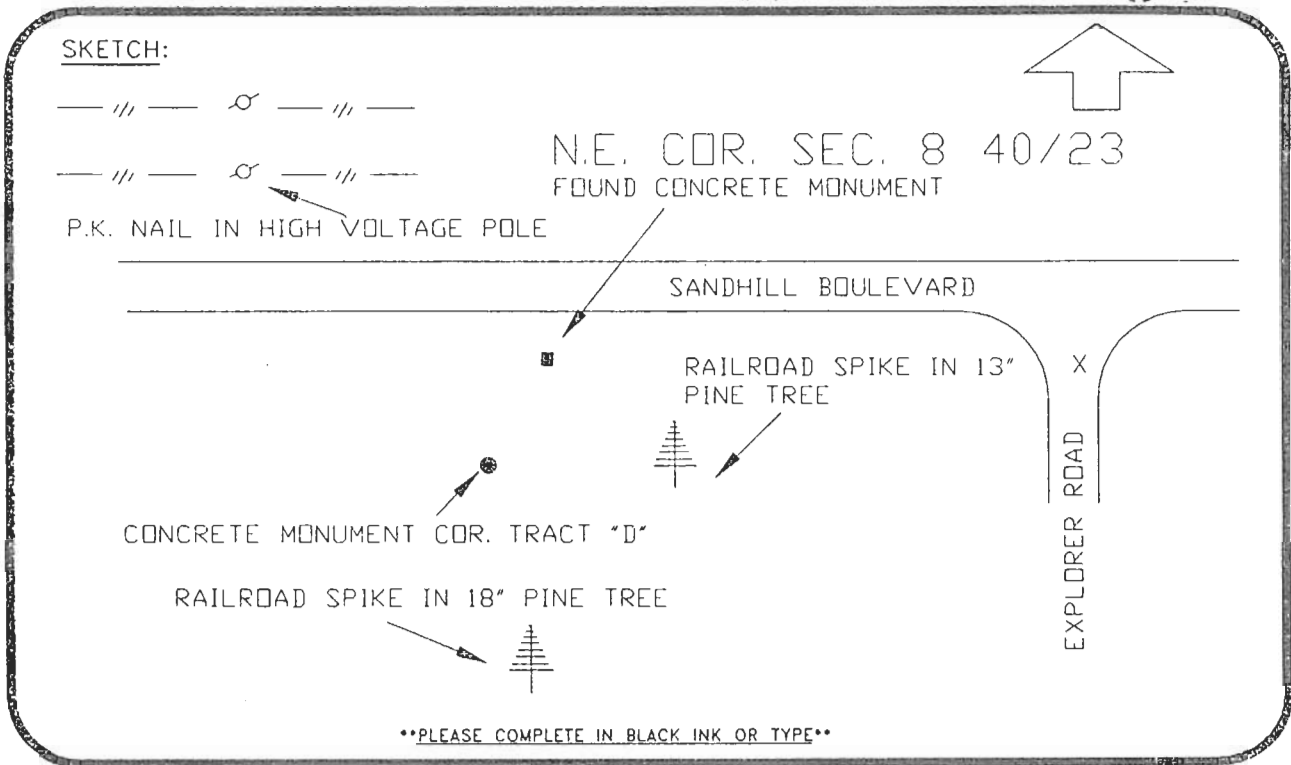 SKETCH:
N.E. COR. SEC. 8 40/23
FOUND CONCRETE MONUMENT
P.K. NAIL IN HIGH VOLTAGE POLE
SANDHILL BOULEVARD
RAILROAD SPIKE IN 13"
PINE TREE
X
EXPLORER ROAD
CONCRETE MONUMENT COR. TRACT "D"
RAILROAD SPIKE IN 18" PINE TREE
**PLEASE COMPLETE IN BLACK INK OR TYPE**